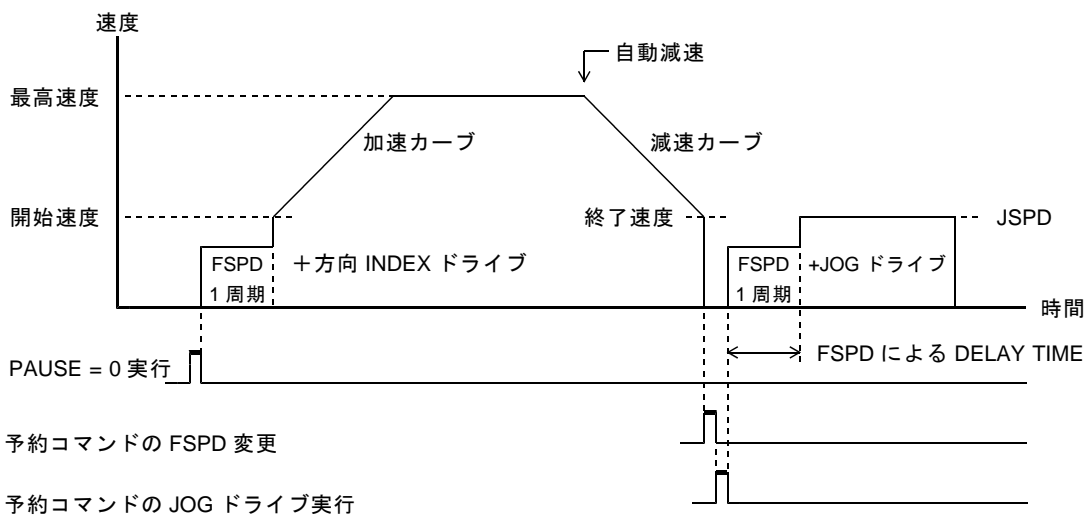 速度
自動減速
最高速度
加速カーブ
減速カーブ
開始速度
終了速度
JSPD
FSPD
1 周期
＋方向 INDEX ドライブ
FSPD
1 周期
+JOG ドライブ
時間
FSPD による DELAY TIME
PAUSE = 0 実行
予約コマンドの FSPD 変更
予約コマンドの JOG ドライブ実行